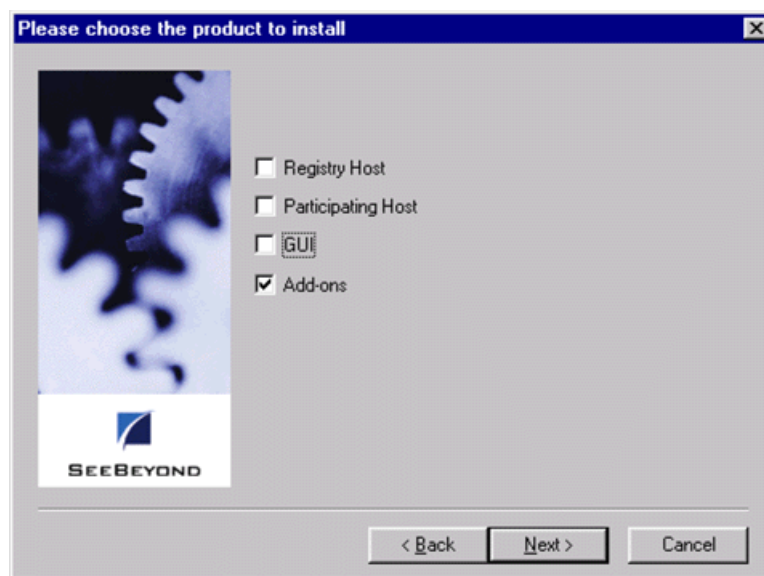 Please choose the product to install
Registry Host
Participating Host
GUI
Add-ons
SEEBEYOND
< Back
Next >
Cancel